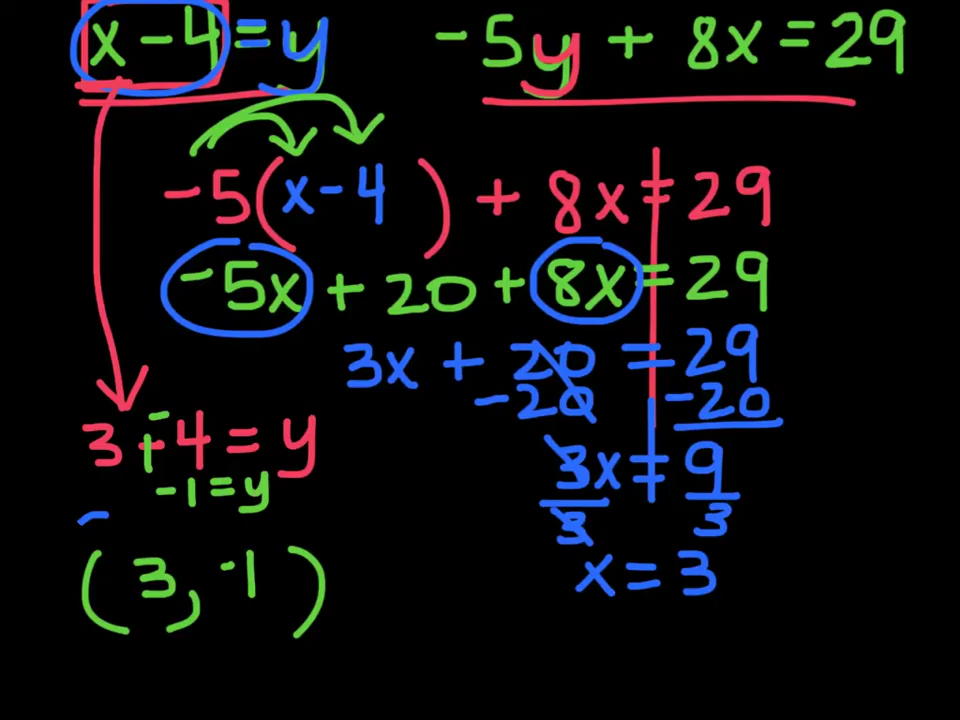 x - 4 = y
-5y + 8x = 29
-5(x - 4) + 8x = 29
-5x + 20 + 8x = 29
3x + 20 = 29
-20 -20
3x = 9
3 3
x = 3
3 + -4 = y
-1 = y
(3, -1)